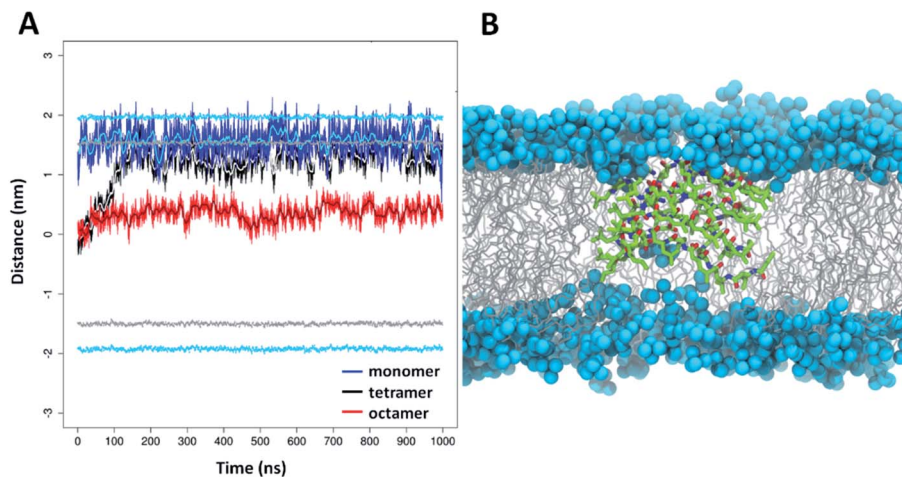 A
B
3
2
1
0
-1
-2
-3
Distance (nm)
monomer
tetramer
octamer
0 100 200 300 400 500 600 700 800 900 1000
Time (ns)